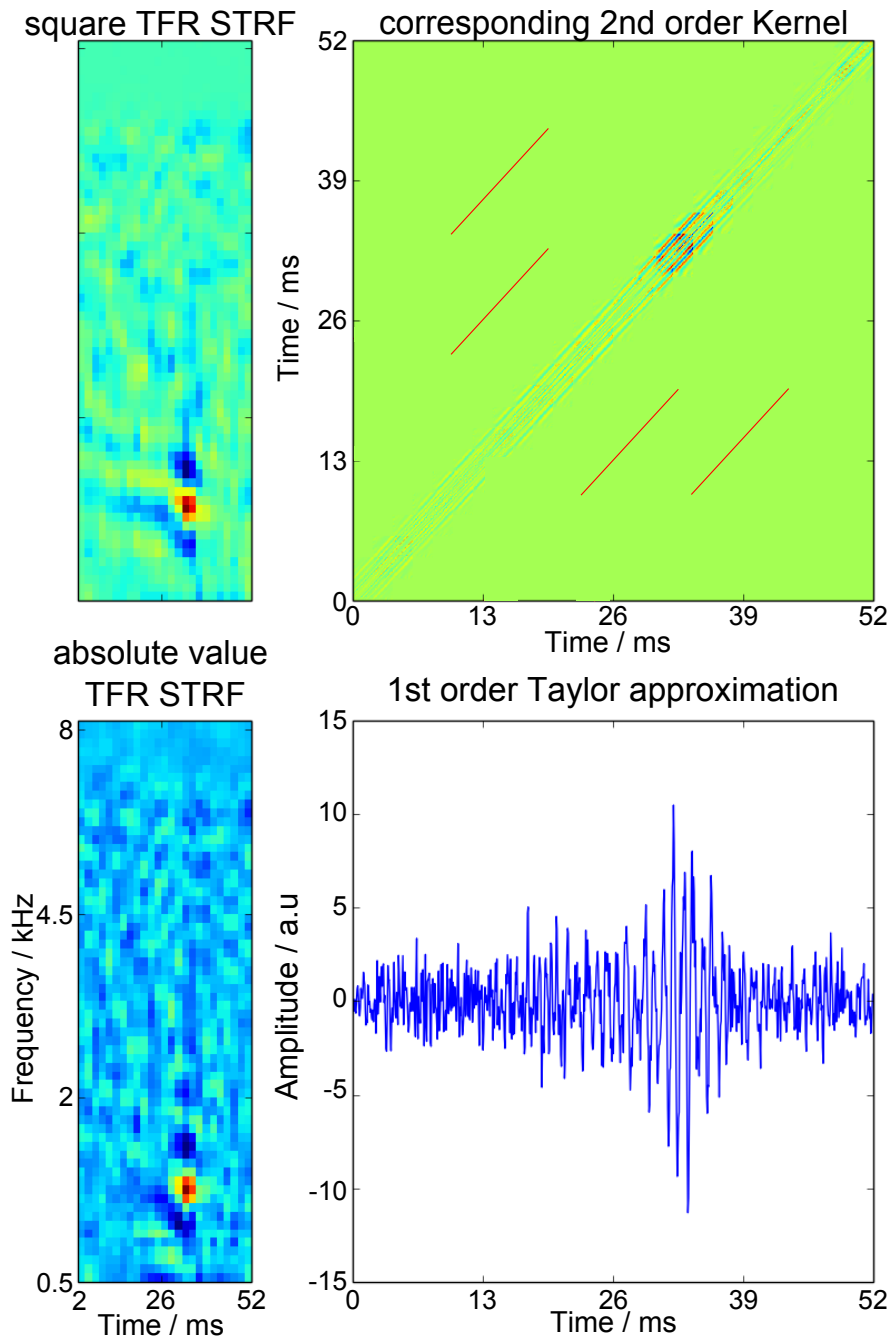 square TFR STRF
corresponding 2nd order Kernel
52
39
26
13
0
Time / ms
0 13 26 39 52
Time / ms
absolute value
TFR STRF
8
4.5
2
0.5
Frequency / kHz
2 26 52
Time / ms
1st order Taylor approximation
15
10
5
0
-5
-10
-15
Amplitude / a.u
0 13 26 39 52
Time / ms